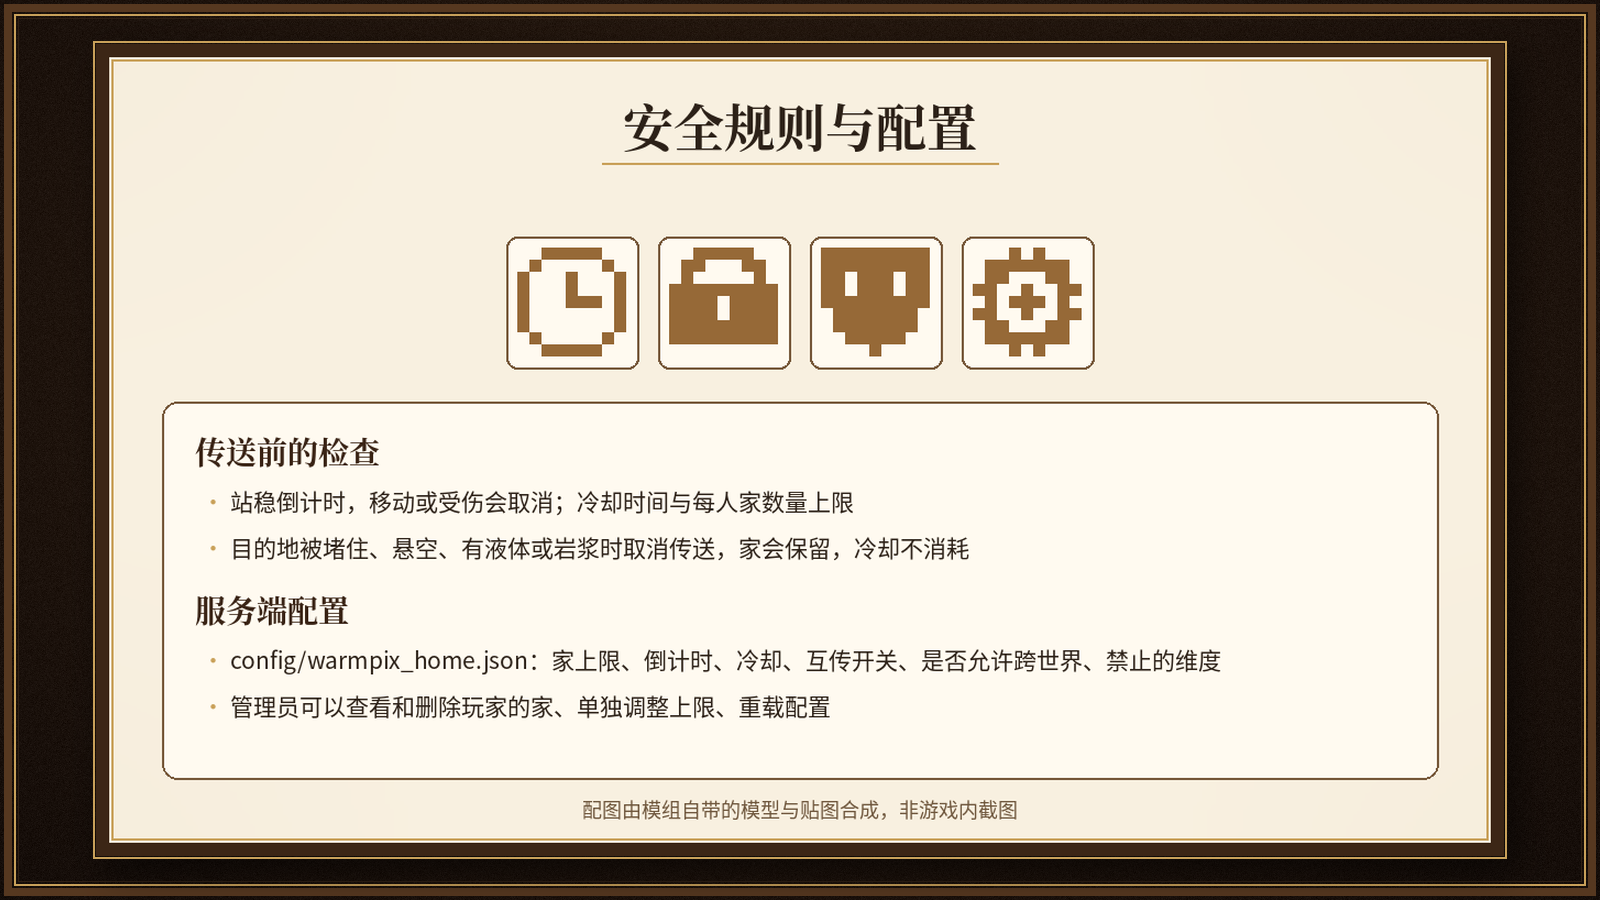 安全规则与配置
传送前的检查
• 站稳倒计时，移动或受伤会取消；冷却时间与每人家数量上限
• 目的地被堵住、悬空、有液体或岩浆时取消传送，家会保留，冷却不消耗
服务端配置
• config/warmpix_home.json：家上限、倒计时、冷却、互传开关、是否允许跨世界、禁止的维度
• 管理员可以查看和删除玩家的家、单独调整上限、重载配置
配图由模组自带的模型与贴图合成，非游戏内截图